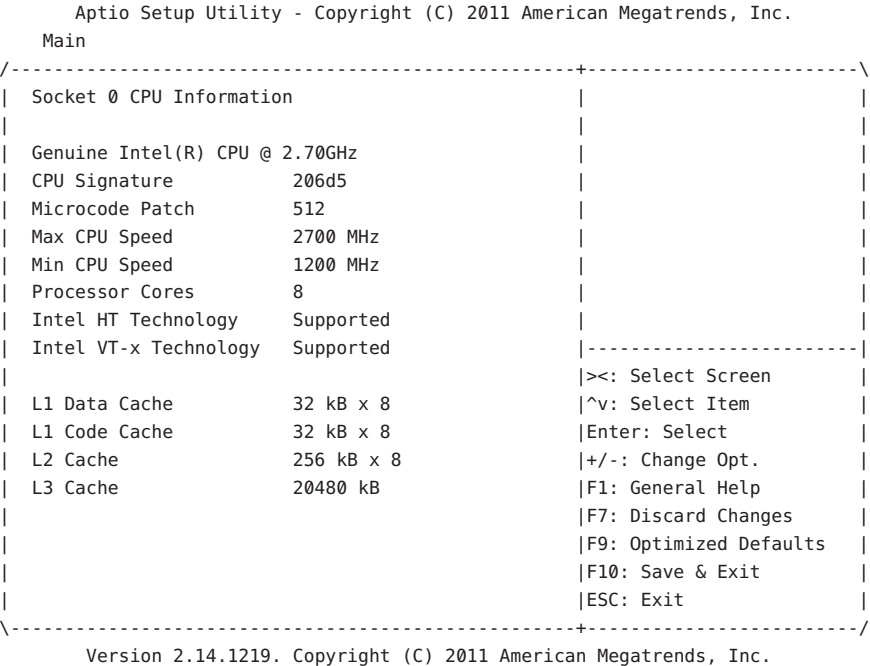 Aptio Setup Utility - Copyright (C) 2011 American Megatrends, Inc.
    Main
/----------------------------------------------------+-------------------------\
|  Socket 0 CPU Information                          |                         |
|                                                    |                         |
|  Genuine Intel(R) CPU @ 2.70GHz                    |                         |
|  CPU Signature           206d5                     |                         |
|  Microcode Patch         512                       |                         |
|  Max CPU Speed           2700 MHz                  |                         |
|  Min CPU Speed           1200 MHz                  |                         |
|  Processor Cores         8                         |                         |
|  Intel HT Technology     Supported                 |                         |
|  Intel VT-x Technology   Supported                 |-------------------------|
|                                                    |><: Select Screen        |
|  L1 Data Cache           32 kB x 8                 |^v: Select Item          |
|  L1 Code Cache           32 kB x 8                 |Enter: Select            |
|  L2 Cache                256 kB x 8                |+/-: Change Opt.         |
|  L3 Cache                20480 kB                  |F1: General Help         |
|                                                    |F7: Discard Changes      |
|                                                    |F9: Optimized Defaults   |
|                                                    |F10: Save & Exit         |
|                                                    |ESC: Exit                |
\----------------------------------------------------+-------------------------/
        Version 2.14.1219. Copyright (C) 2011 American Megatrends, Inc.